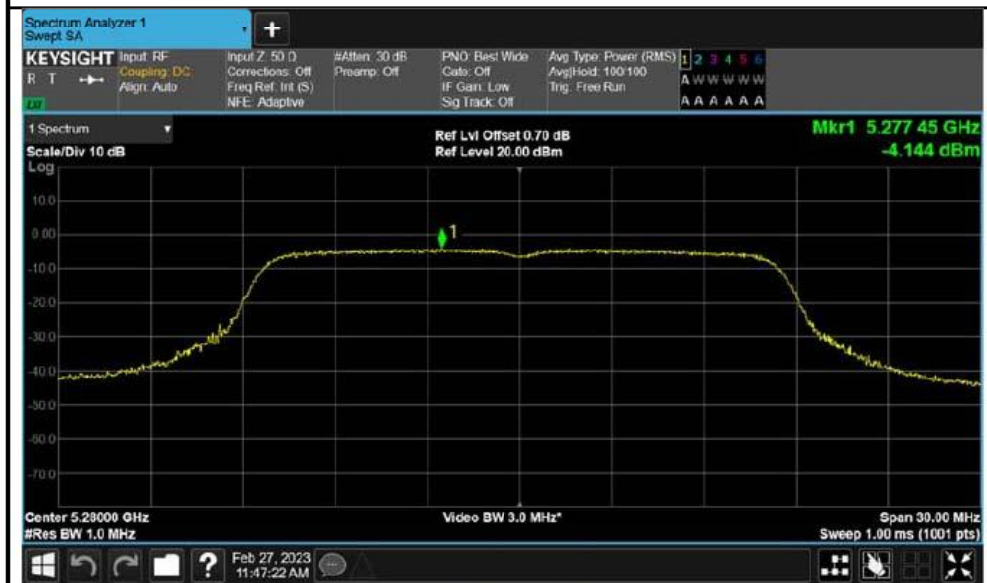 Spectrum Analyzer 1
Swept SA
+
KEYSIGHT
R T
Input: RF
Coupling: DC
Align: Auto
Input Z: 50 Ω
Corrections: Off
Freq Ref: Int (S)
NFE: Adaptive
#Atten: 30 dB
Preamp: Off
PNO: Best Wide
Gate: Off
IF Gain: Low
Sig Track: Off
Avg Type: Power (RMS)
Avg|Hold: 100/100
Trig: Free Run
1 2 3 4 5 6
A W W W W W
A A A A A A
1 Spectrum
Scale/Div 10 dB
Log
Ref Lvl Offset 0.70 dB
Ref Level 20.00 dBm
Mkr1 5.277 45 GHz
-4.144 dBm
10.0
0.00
-10.0
-20.0
-30.0
-40.0
-50.0
-60.0
-70.0
1
Center 5.28000 GHz
#Res BW 1.0 MHz
Video BW 3.0 MHz*
Span 30.00 MHz
Sweep 1.00 ms (1001 pts)
?
Feb 27, 2023
11:47:22 AM